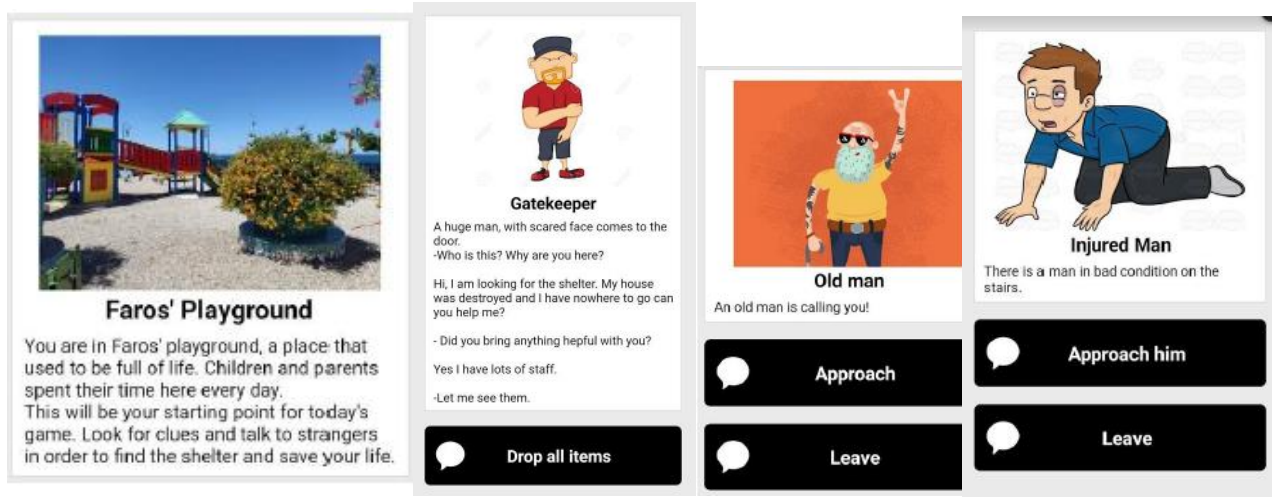 Faros' Playground
You are in Faros' playground, a place that
used to be full of life. Children and parents
spent their time here every day.
This will be your starting point for today's
game. Look for clues and talk to strangers
in order to find the shelter and save your life.
Gatekeeper
A huge man, with scared face comes to the
door.
-Who is this? Why are you here?
Hi, I am looking for the shelter. My house
was destroyed and I have nowhere to go can
you help me?
- Did you bring anything hepful with you?
Yes I have lots of staff.
-Let me see them.
Drop all items
Old man
An old man is calling you!
Approach
Leave
Injured Man
There is a man in bad condition on the
stairs.
Approach him
Leave